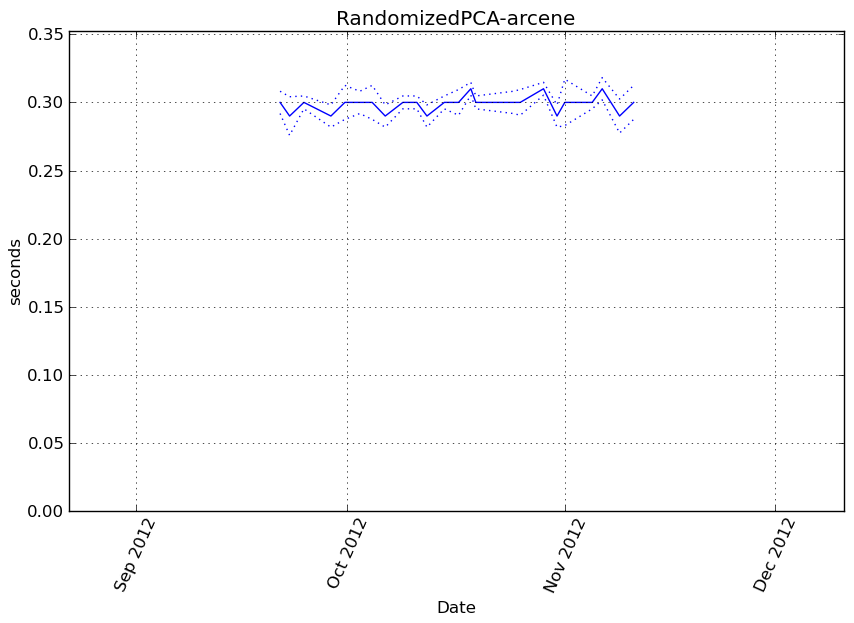 RandomizedPCA-arcene
0.35
0.30
0.25
0.20
0.15
0.10
0.05
0.00
seconds
Sep 2012
Oct 2012
Nov 2012
Dec 2012
Date